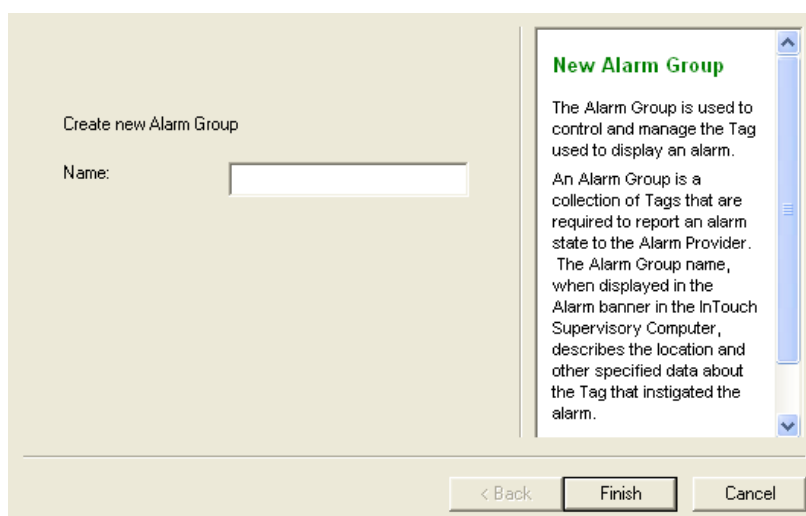 Create new Alarm Group
Name:
New Alarm Group
The Alarm Group is used to
control and manage the Tag
used to display an alarm.
An Alarm Group is a
collection of Tags that are
required to report an alarm
state to the Alarm Provider.
The Alarm Group name,
when displayed in the
Alarm banner in the InTouch
Supervisory Computer,
describes the location and
other specified data about
the Tag that instigated the
alarm.
< Back
Finish
Cancel